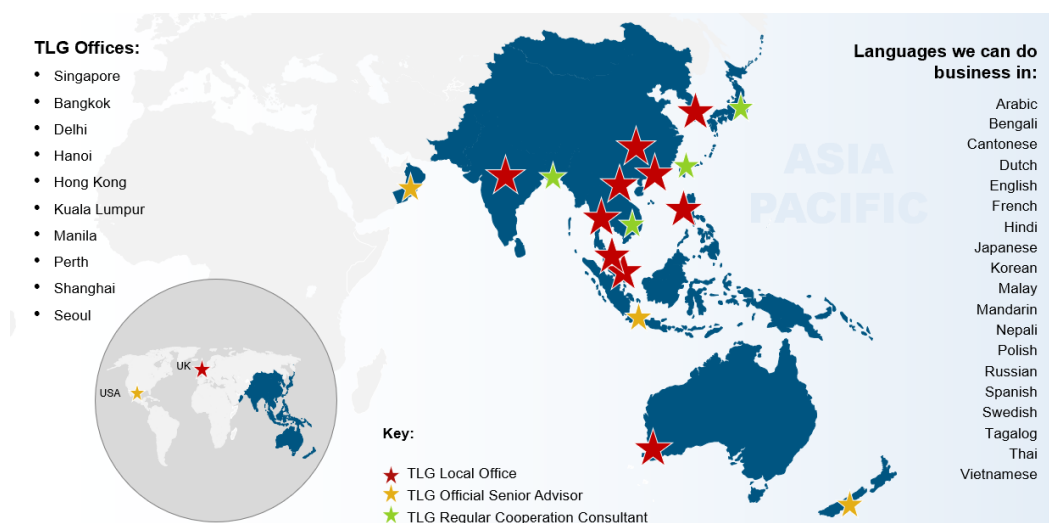 TLG Offices:
• Singapore
• Bangkok
• Delhi
• Hanoi
• Hong Kong
• Kuala Lumpur
• Manila
• Perth
• Shanghai
• Seoul
USA
UK
Key:
TLG Local Office
TLG Official Senior Advisor
TLG Regular Cooperation Consultant
ASIA
PACIFIC
Languages we can do
business in:
Arabic
Bengali
Cantonese
Dutch
English
French
Hindi
Japanese
Korean
Malay
Mandarin
Nepali
Polish
Russian
Spanish
Swedish
Tagalog
Thai
Vietnamese